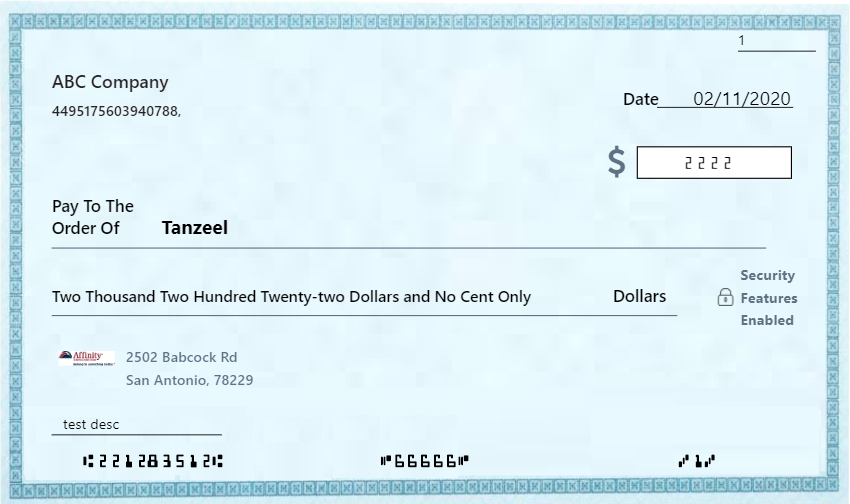 1
ABC Company
4495175603940788,
Date 02/11/2020
$ 2222
Pay To The
Order Of Tanzeel
Two Thousand Two Hundred Twenty-two Dollars and No Cent Only Dollars
Security
Features
Enabled
Affinity
2502 Babcock Rd
San Antonio, 78229
test desc
⑆221283512⑆ ⑈66666⑈ ⑇1⑇